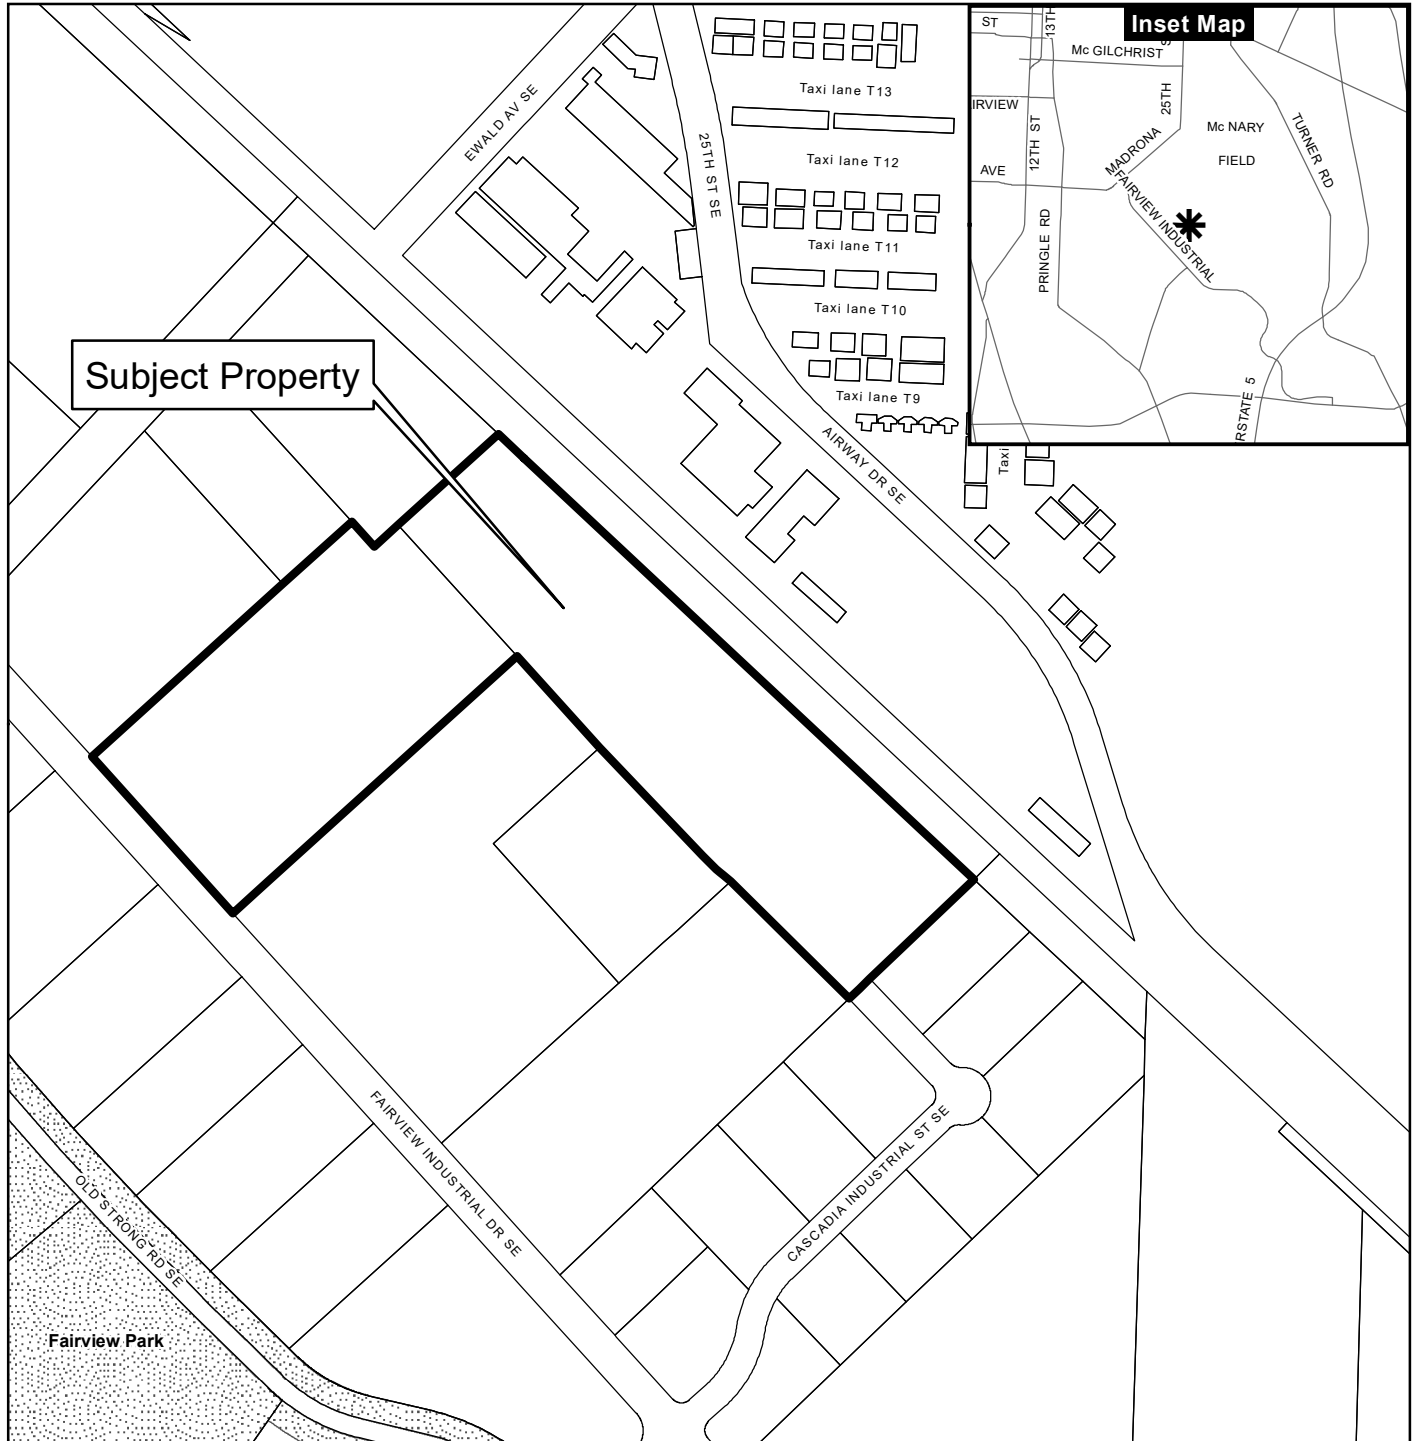 Inset Map
ST
13TH
S
Mc GILCHRIST
25TH
IRVIEW
12TH ST
Mc NARY
FIELD
TURNER RD
MADRONA
AVE
FAIRVIEW INDUSTRIAL
PRINGLE RD
RSTATE 5
Taxi lane T13
EWALD AV SE
25TH ST SE
Taxi lane T12
Taxi lane T11
Taxi lane T10
Subject Property
Taxi lane T9
AIRWAY DR SE
Taxi
FAIRVIEW INDUSTRIAL DR SE
CASCADIA INDUSTRIAL ST SE
OLD STRONG RD SE
Fairview Park